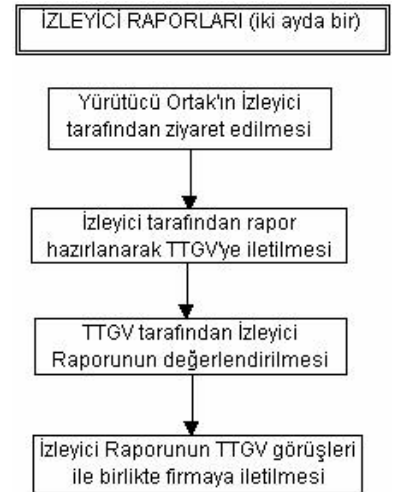 İZLEYİCİ RAPORLARI (iki ayda bir)
Yürütücü Ortak'ın İzleyici
tarafından ziyaret edilmesi
İzleyici tarafından rapor
hazırlanarak TTGV'ye iletilmesi
TTGV tarafından İzleyici
Raporunun değerlendirilmesi
İzleyici Raporunun TTGV görüşleri
ile birlikte firmaya iletilmesi